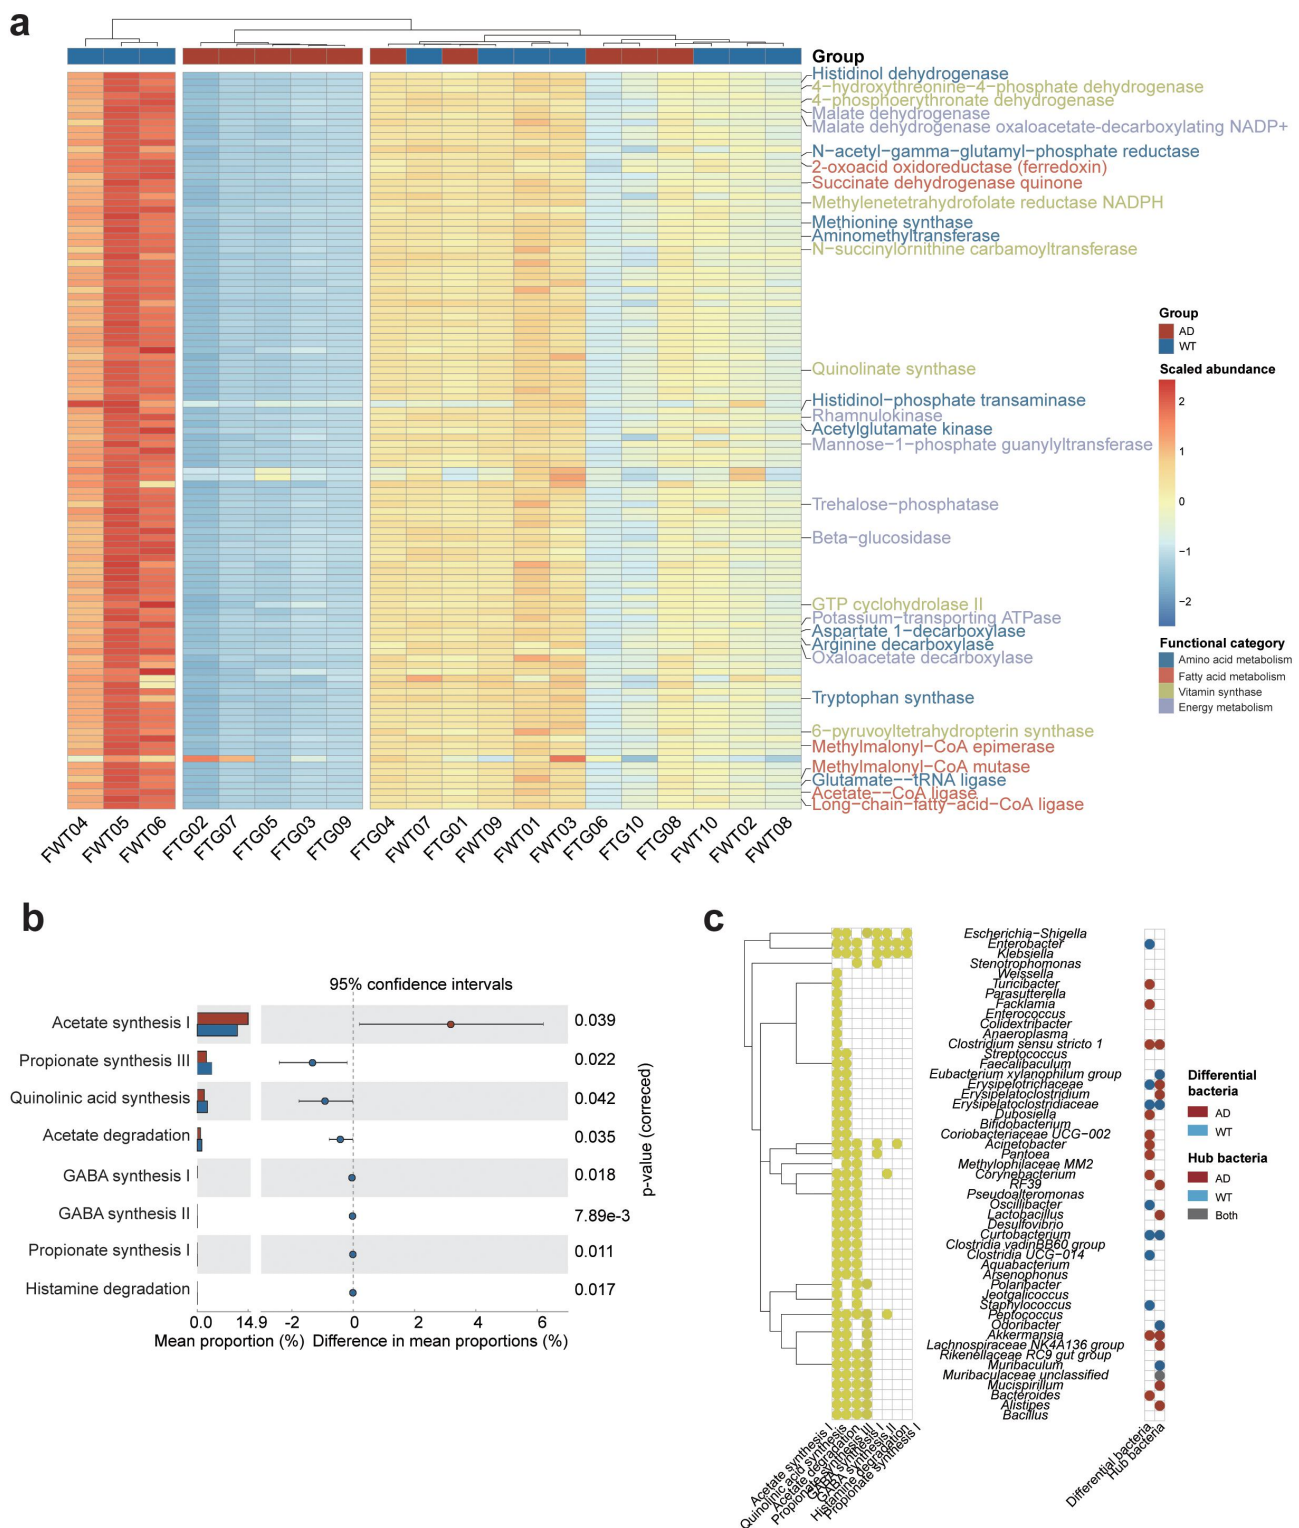 a
Group
Histidinol dehydrogenase
4−hydroxythreonine−4−phosphate dehydrogenase
4−phosphoerythronate dehydrogenase
Malate dehydrogenase
Malate dehydrogenase oxaloacetate-decarboxylating NADP+
N−acetyl−gamma−glutamyl−phosphate reductase
2-oxoacid oxidoreductase (ferredoxin)
Succinate dehydrogenase quinone
Methylenetetrahydrofolate reductase NADPH
Methionine synthase
Aminomethyltransferase
N−succinylornithine carbamoyltransferase
Quinolinate synthase
Histidinol−phosphate transaminase
Rhamnulokinase
Acetylglutamate kinase
Mannose−1−phosphate guanylyltransferase
Trehalose−phosphatase
Beta−glucosidase
GTP cyclohydrolase II
Potassium−transporting ATPase
Aspartate 1−decarboxylase
Arginine decarboxylase
Oxaloacetate decarboxylase
Tryptophan synthase
6−pyruvoyltetrahydropterin synthase
Methylmalonyl−CoA epimerase
Methylmalonyl−CoA mutase
Glutamate−−tRNA ligase
Acetate−−CoA ligase
Long−chain−fatty−acid−CoA ligase
Group
AD
WT
Scaled abundance
2
1
0
−1
−2
Functional category
Amino acid metabolism
Fatty acid metabolism
Vitamin synthase
Energy metabolism
FWT04 FWT05 FWT06 FTG02 FTG07 FTG05 FTG03 FTG09 FTG04 FWT07 FTG01 FWT09 FWT01 FWT03 FTG06 FTG10 FTG08 FWT10 FWT02 FWT08
b
95% confidence intervals
Acetate synthesis I 0.039
Propionate synthesis III 0.022
Quinolinic acid synthesis 0.042
Acetate degradation 0.035
GABA synthesis I 0.018
GABA synthesis II 7.89e-3
Propionate synthesis I 0.011
Histamine degradation 0.017
p-value (correced)
0.0 14.9 -2 0 2 4 6
Mean proportion (%) Difference in mean proportions (%)
c
Escherichia−Shigella
Enterobacter
Klebsiella
Stenotrophomonas
Weissella
Turicibacter
Parasutterella
Facklamia
Enterococcus
Colidextribacter
Anaeroplasma
Clostridium sensu stricto 1
Streptococcus
Faecalibaculum
Eubacterium xylanophilum group
Erysipelotrichaceae
Erysipelatoclostridium
Erysipelatoclostridiaceae
Dubosiella
Bifidobacterium
Coriobacteriaceae UCG−002
Acinetobacter
Pantoea
Methylophilaceae MM2
Corynebacterium
RF39
Pseudoalteromonas
Oscillibacter
Lactobacillus
Desulfovibrio
Curtobacterium
Clostridia vadinBB60 group
Clostridia UCG−014
Aquabacterium
Arsenophonus
Polaribacter
Jeotgalicoccus
Staphylococcus
Peptococcus
Odoribacter
Akkermansia
Lachnospiraceae NK4A136 group
Rikenellaceae RC9 gut group
Muribaculum
Muribaculaceae unclassified
Mucispirillum
Bacteroides
Alistipes
Bacillus
Differential
bacteria
AD
WT
Hub bacteria
AD
WT
Both
Acetate synthesis I
Quinolinic acid synthesis
Acetate degradation
Propionate synthesis III
GABA synthesis I
GABA synthesis II
Histamine degradation
Propionate synthesis I
Differential bacteria
Hub bacteria